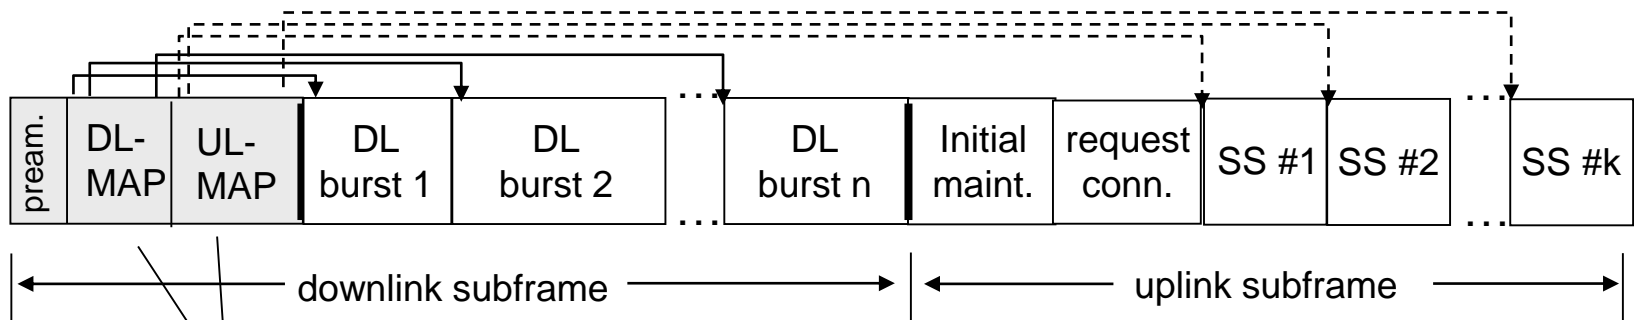 pream.
DL-
MAP
UL-
MAP
DL
burst 1
DL
burst 2
...
...
DL
burst n
Initial
maint.
request
conn.
SS #1
SS #2
...
...
SS #k
downlink subframe
uplink subframe